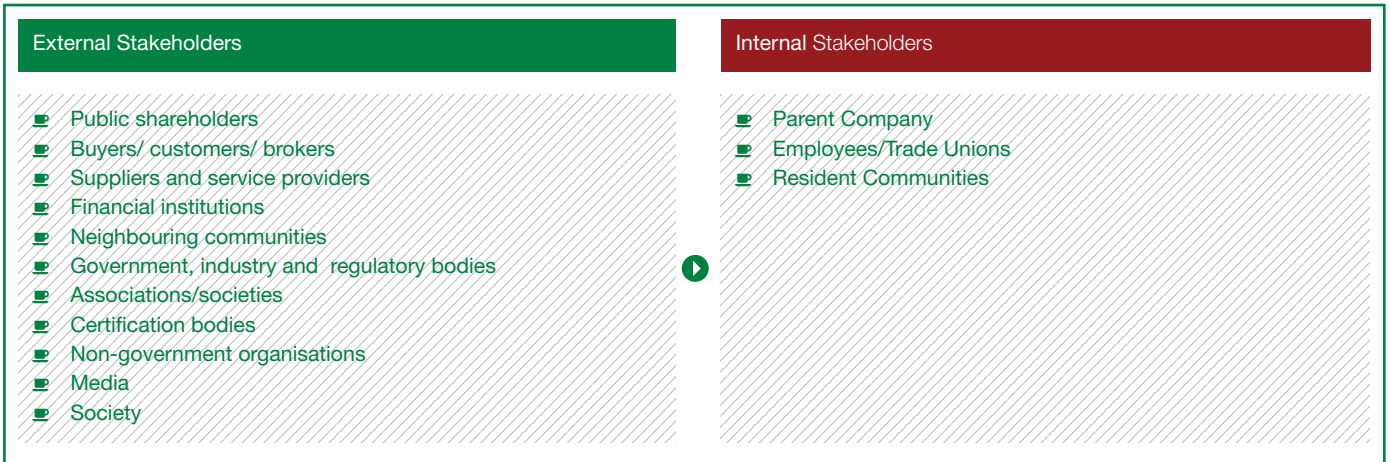 External Stakeholders
Public shareholders
Buyers/ customers/ brokers
Suppliers and service providers
Financial institutions
Neighbouring communities
Government, industry and  regulatory bodies
Associations/societies
Certification bodies
Non-government organisations
Media
Society
Internal Stakeholders
Parent Company
Employees/Trade Unions
Resident Communities